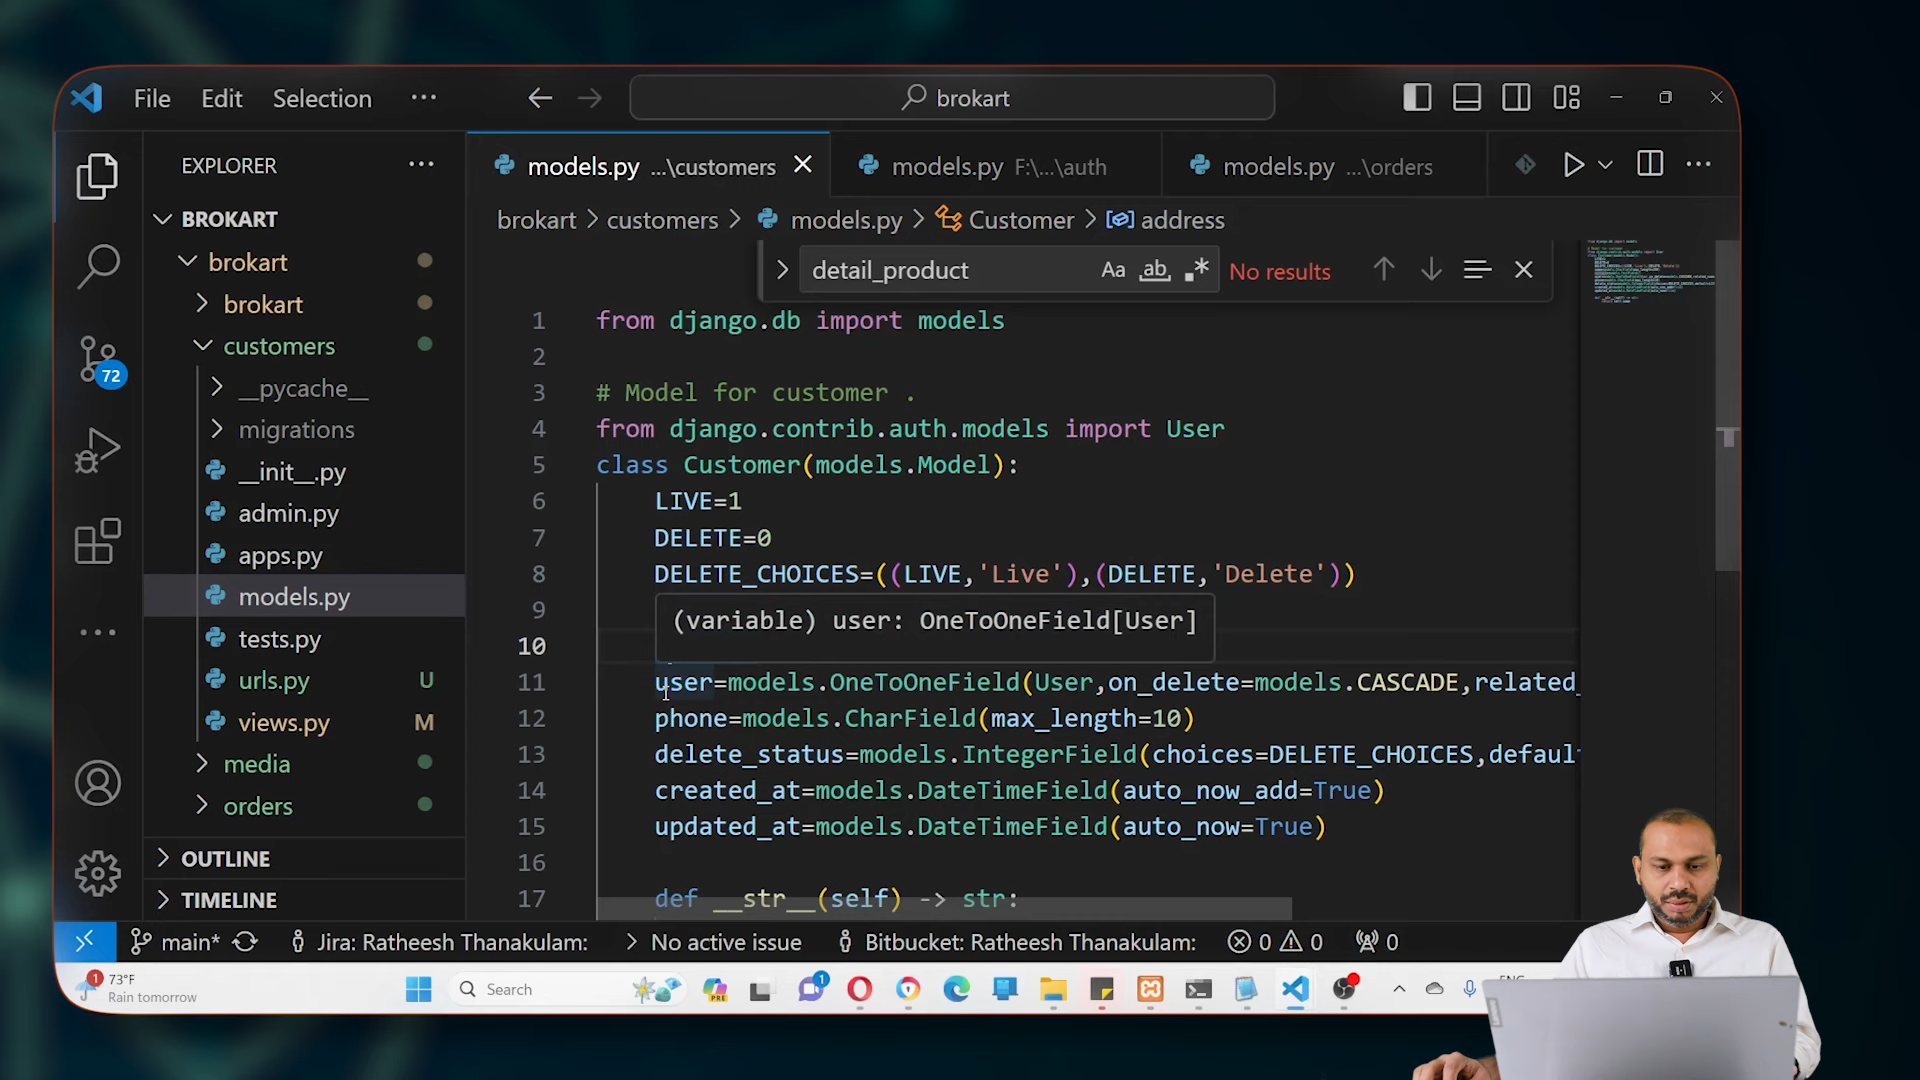 File Edit Selection ··· brokart
EXPLORER ···
BROKART
brokart
brokart
customers
__pycache__
migrations
__init__.py
admin.py
apps.py
models.py
tests.py
urls.py U
views.py M
media
orders
OUTLINE
TIMELINE
72
models.py ...\customers
models.py F:\...\auth
models.py ...\orders
brokart > customers > models.py > Customer > address
detail_product Aa ab No results
1 from django.db import models
2
3 # Model for customer .
4 from django.contrib.auth.models import User
5 class Customer(models.Model):
6 LIVE=1
7 DELETE=0
8 DELETE_CHOICES=((LIVE,'Live'),(DELETE,'Delete'))
9
(variable) user: OneToOneField[User]
10
11 user=models.OneToOneField(User,on_delete=models.CASCADE,related_
12 phone=models.CharField(max_length=10)
13 delete_status=models.IntegerField(choices=DELETE_CHOICES,default
14 created_at=models.DateTimeField(auto_now_add=True)
15 updated_at=models.DateTimeField(auto_now=True)
16
17 def __str__(self) -> str:
main* Jira: Ratheesh Thanakulam: > No active issue Bitbucket: Ratheesh Thanakulam: 0 0 0
1 73°F
Rain tomorrow
Search PRE 1